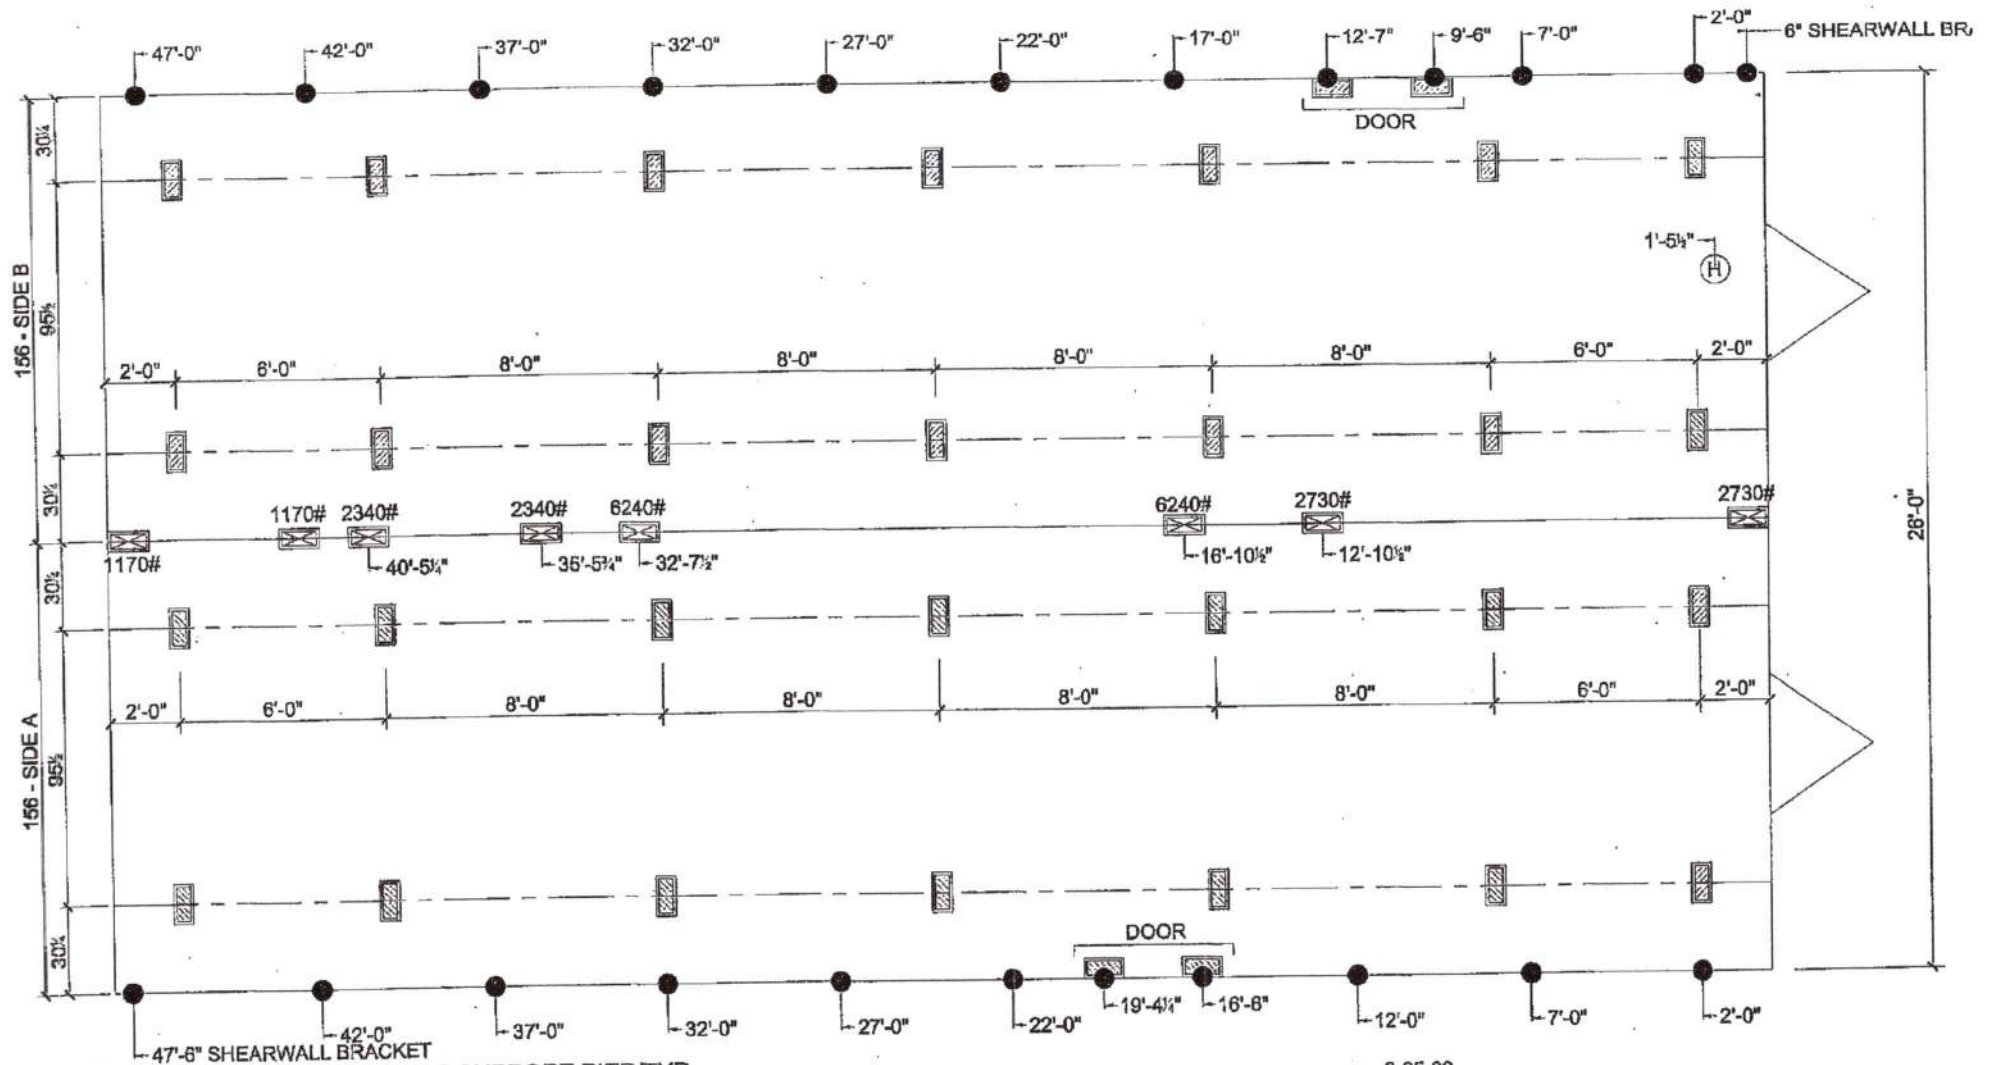 47'-0" 42'-0" 37'-0" 32'-0" 27'-0" 22'-0" 17'-0" 12'-7" 9'-6" 7'-0" 2'-0"
6" SHEARWALL
DOOR
30¼
1'-5½"
H
156 - SIDE B
95½
2'-0" 6'-0" 8'-0" 8'-0" 8'-0" 8'-0" 6'-0" 2'-0"
30¼
1170# 2340# 2340# 6240# 6240# 2730# 2730#
26'-0"
1170#
40'-5¼" 35'-5¾" 32'-7½" 16'-10½" 12'-10½"
30¼
2'-0" 6'-0" 8'-0" 8'-0" 8'-0" 8'-0" 6'-0" 2'-0"
156 - SIDE A
95½
DOOR
30¼
19'-4¼" 16'-6"
42'-0" 37'-0" 32'-0" 27'-0" 22'-0" 12'-0" 7'-0" 2'-0"
47'-6" SHEARWALL BRACKET